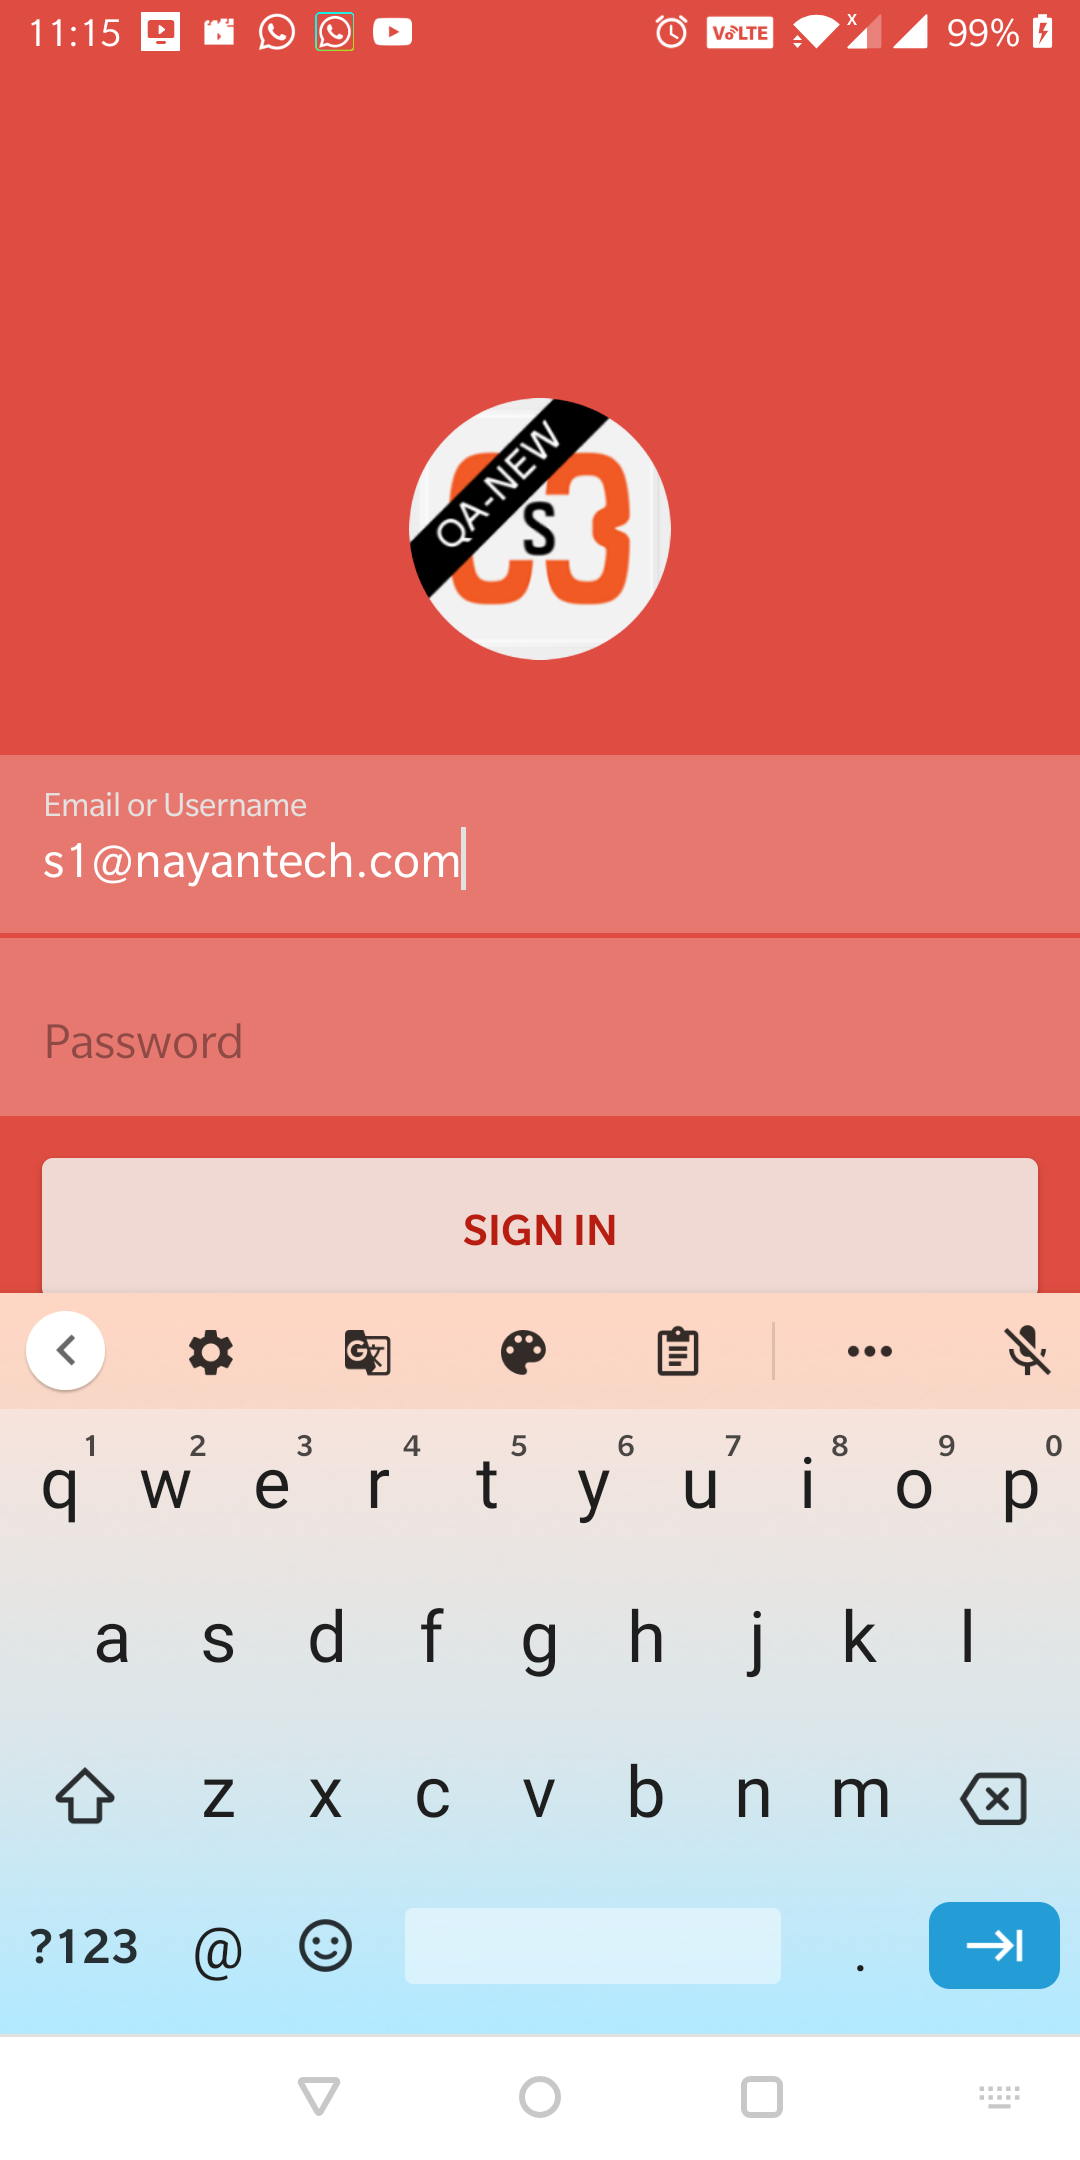 11:15 VoLTE X 99%
QA-NEW
Cs3
Email or Username
s1@nayantech.com
Password
SIGN IN
1 2 3 4 5 6 7 8 9 0
q w e r t y u i o p
a s d f g h j k l
z x c v b n m
?123 @ .